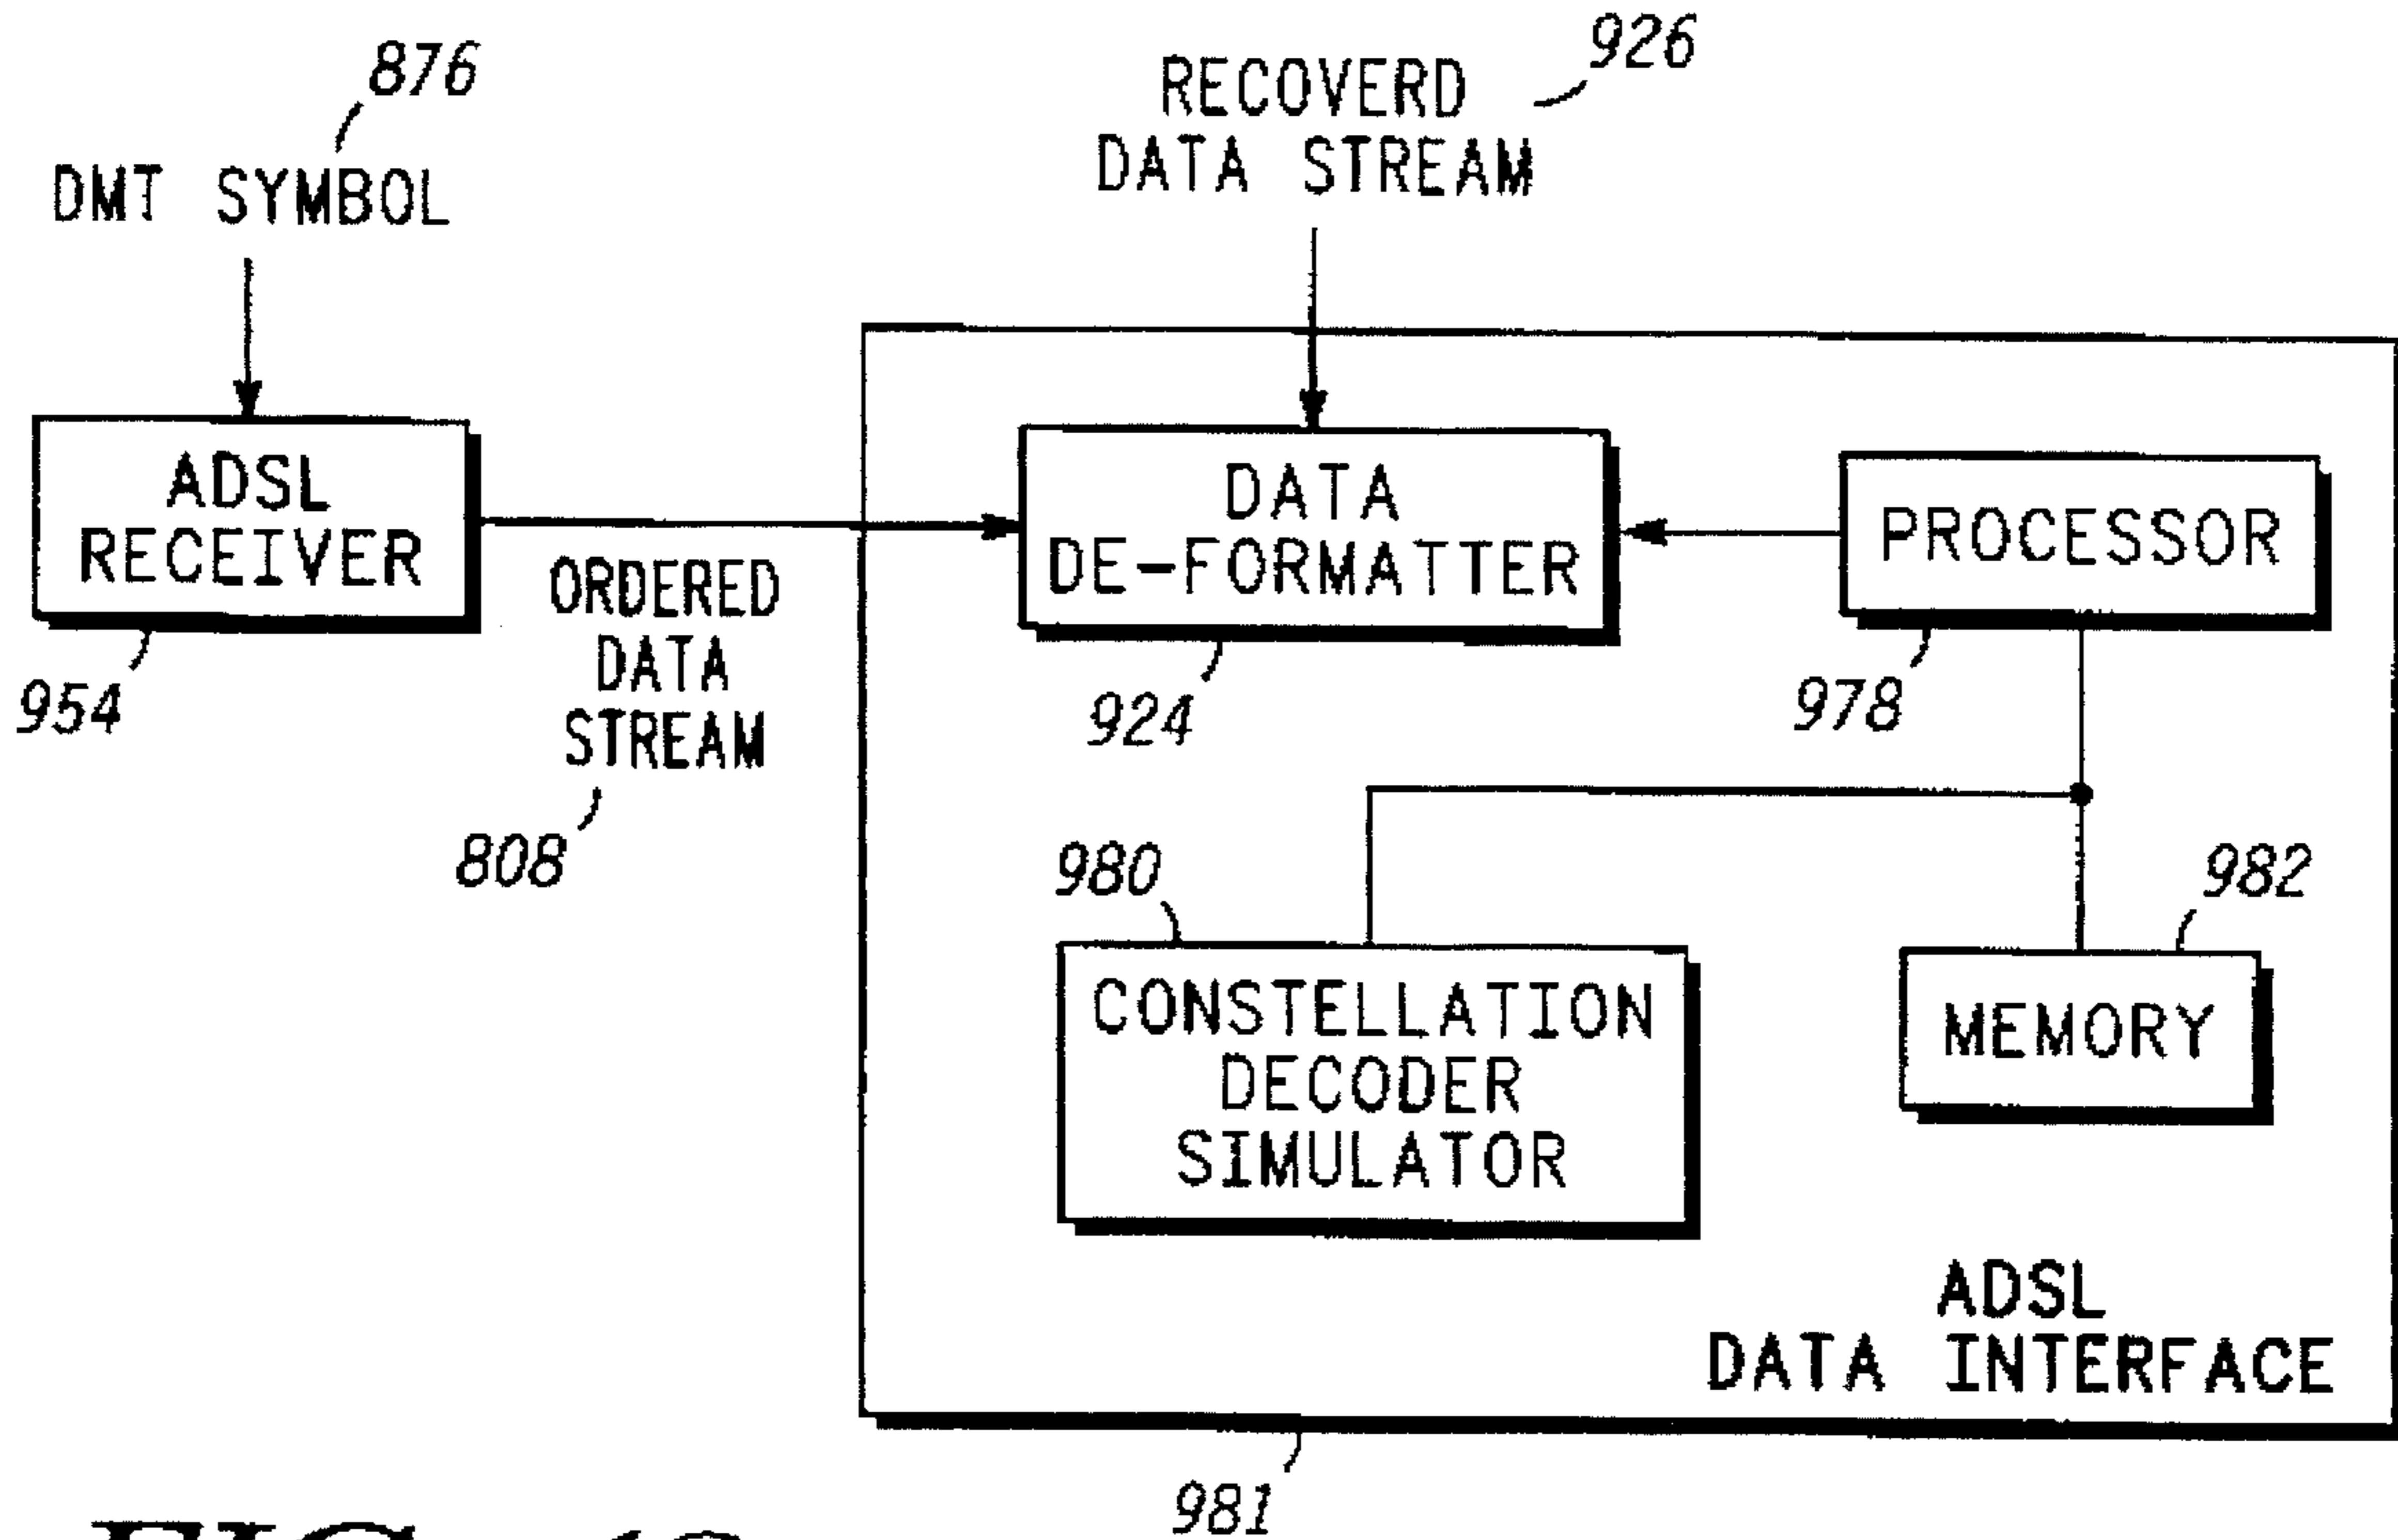 876
DMT SYMBOL
926
RECOVERD
DATA STREAM
ADSL
RECEIVER
954
ORDERED
DATA
STREAM
808
DATA
DE-FORMATTER
924
PROCESSOR
978
980
CONSTELLATION
DECODER
SIMULATOR
982
MEMORY
ADSL
DATA INTERFACE
981